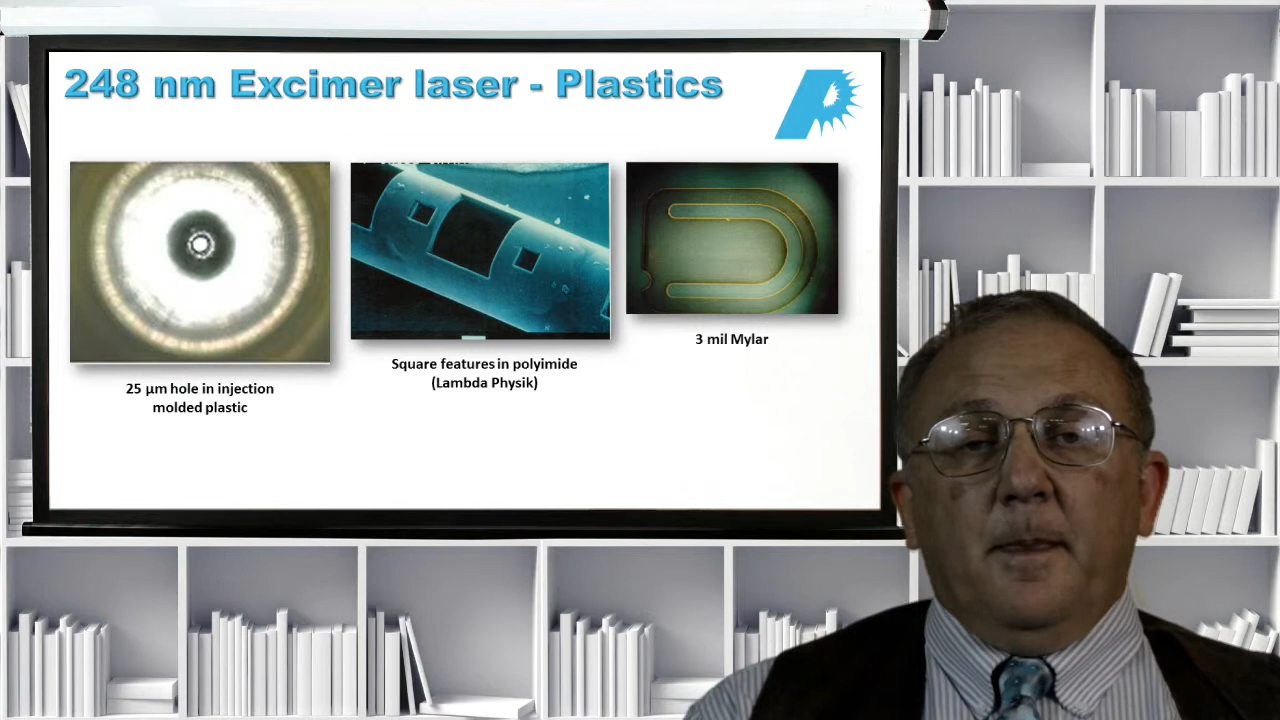 248 nm Excimer laser - Plastics
25 µm hole in injection
molded plastic
Square features in polyimide
(Lambda Physik)
3 mil Mylar